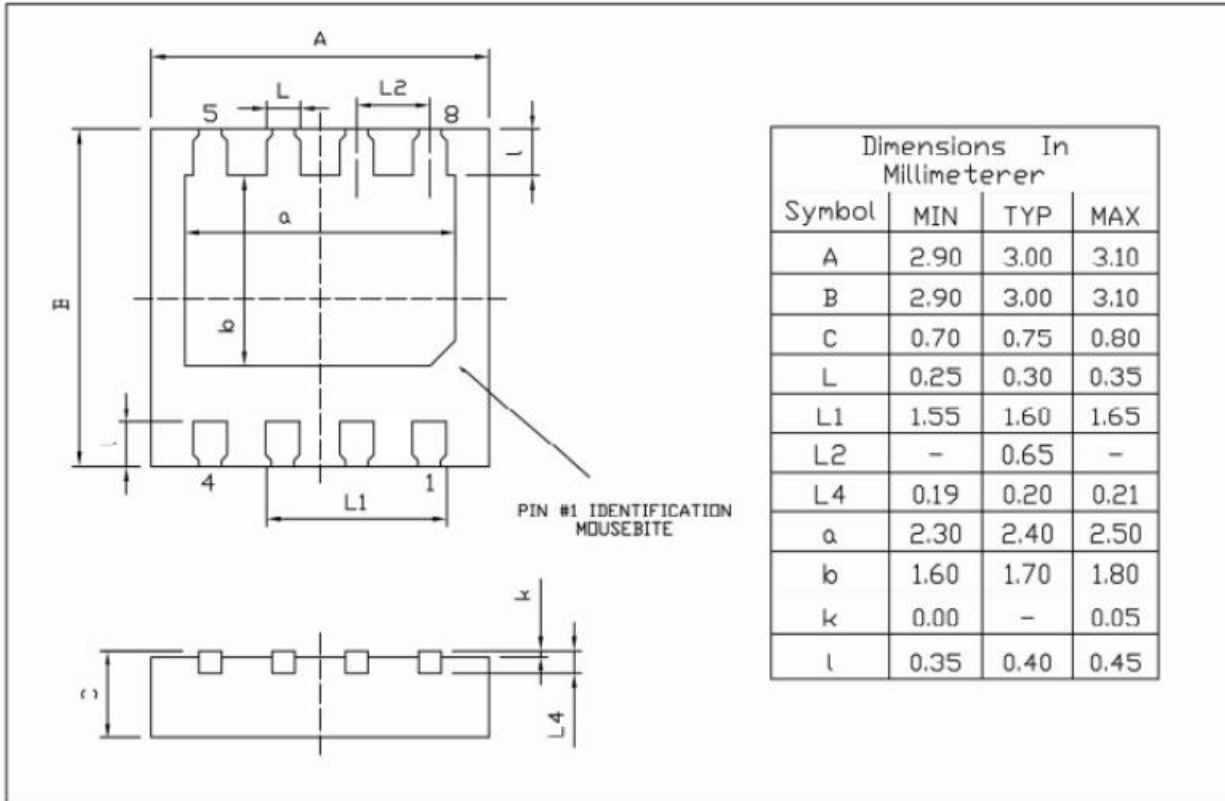 A
L
L2
5
8
l
a
B
b
l
4
1
L1
PIN #1 IDENTIFICATION
MOUSEBITE
k
C
L4
Dimensions In
Millimeterer
Symbol MIN TYP MAX
A 2.90 3.00 3.10
B 2.90 3.00 3.10
C 0.70 0.75 0.80
L 0.25 0.30 0.35
L1 1.55 1.60 1.65
L2 - 0.65 -
L4 0.19 0.20 0.21
a 2.30 2.40 2.50
b 1.60 1.70 1.80
k 0.00 - 0.05
l 0.35 0.40 0.45